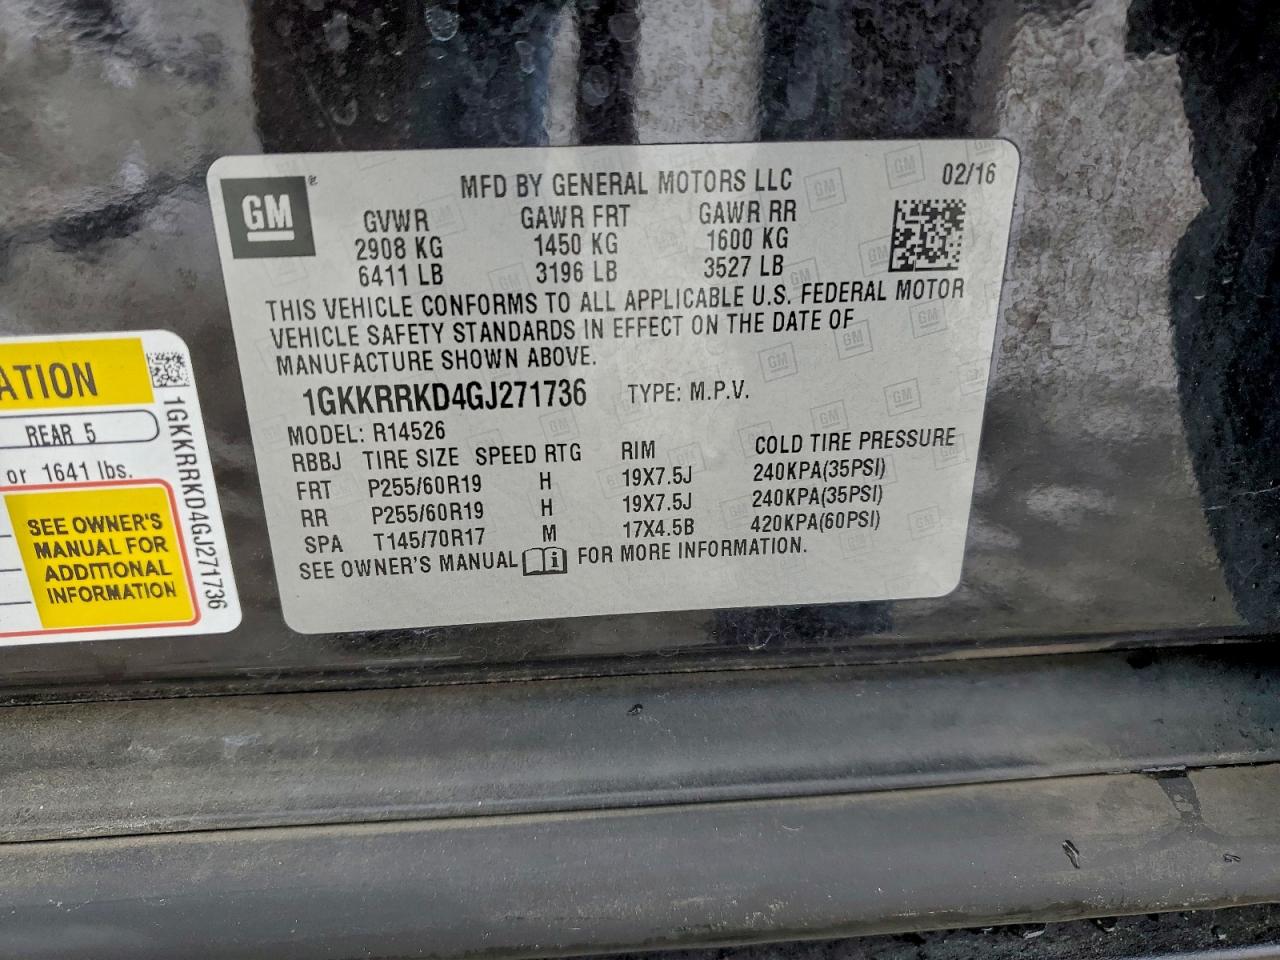 GM
MFD BY GENERAL MOTORS LLC 02/16
GVWR GAWR FRT GAWR RR
2908 KG 1450 KG 1600 KG
6411 LB 3196 LB 3527 LB
THIS VEHICLE CONFORMS TO ALL APPLICABLE U.S. FEDERAL MOTOR
VEHICLE SAFETY STANDARDS IN EFFECT ON THE DATE OF
MANUFACTURE SHOWN ABOVE.
1GKKRRKD4GJ271736 TYPE: M.P.V.
MODEL: R14526
RBBJ TIRE SIZE SPEED RTG RIM COLD TIRE PRESSURE
FRT P255/60R19 H 19X7.5J 240KPA(35PSI)
RR P255/60R19 H 19X7.5J 240KPA(35PSI)
SPA T145/70R17 M 17X4.5B 420KPA(60PSI)
SEE OWNER'S MANUAL FOR MORE INFORMATION.
ATION
REAR 5
or 1641 lbs.
SEE OWNER'S
MANUAL FOR
ADDITIONAL
INFORMATION
1GKKRRKD4GJ271736